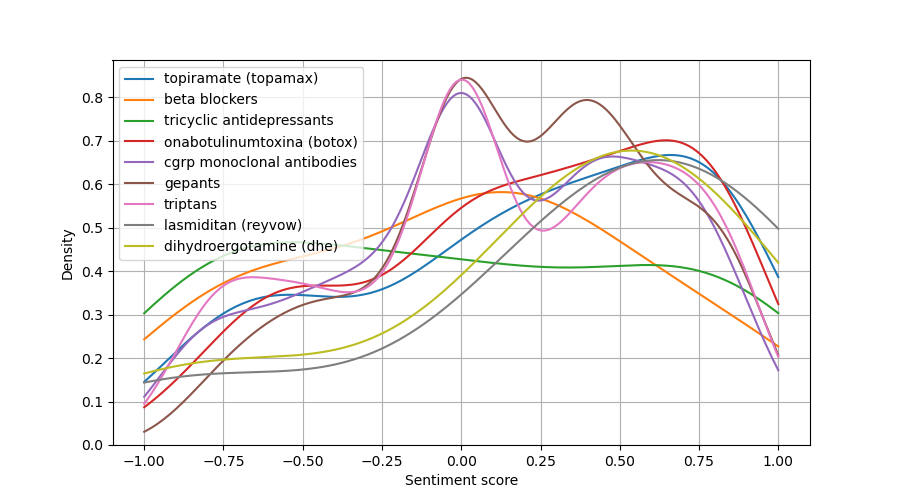 topiramate (topamax)
beta blockers
tricyclic antidepressants
onabotulinumtoxina (botox)
cgrp monoclonal antibodies
gepants
triptans
lasmiditan (reyvow)
dihydroergotamine (dhe)
Density
0.8
0.7
0.6
0.5
0.4
0.3
0.2
0.1
0.0
−1.00 −0.75 −0.50 −0.25 0.00 0.25 0.50 0.75 1.00
Sentiment score